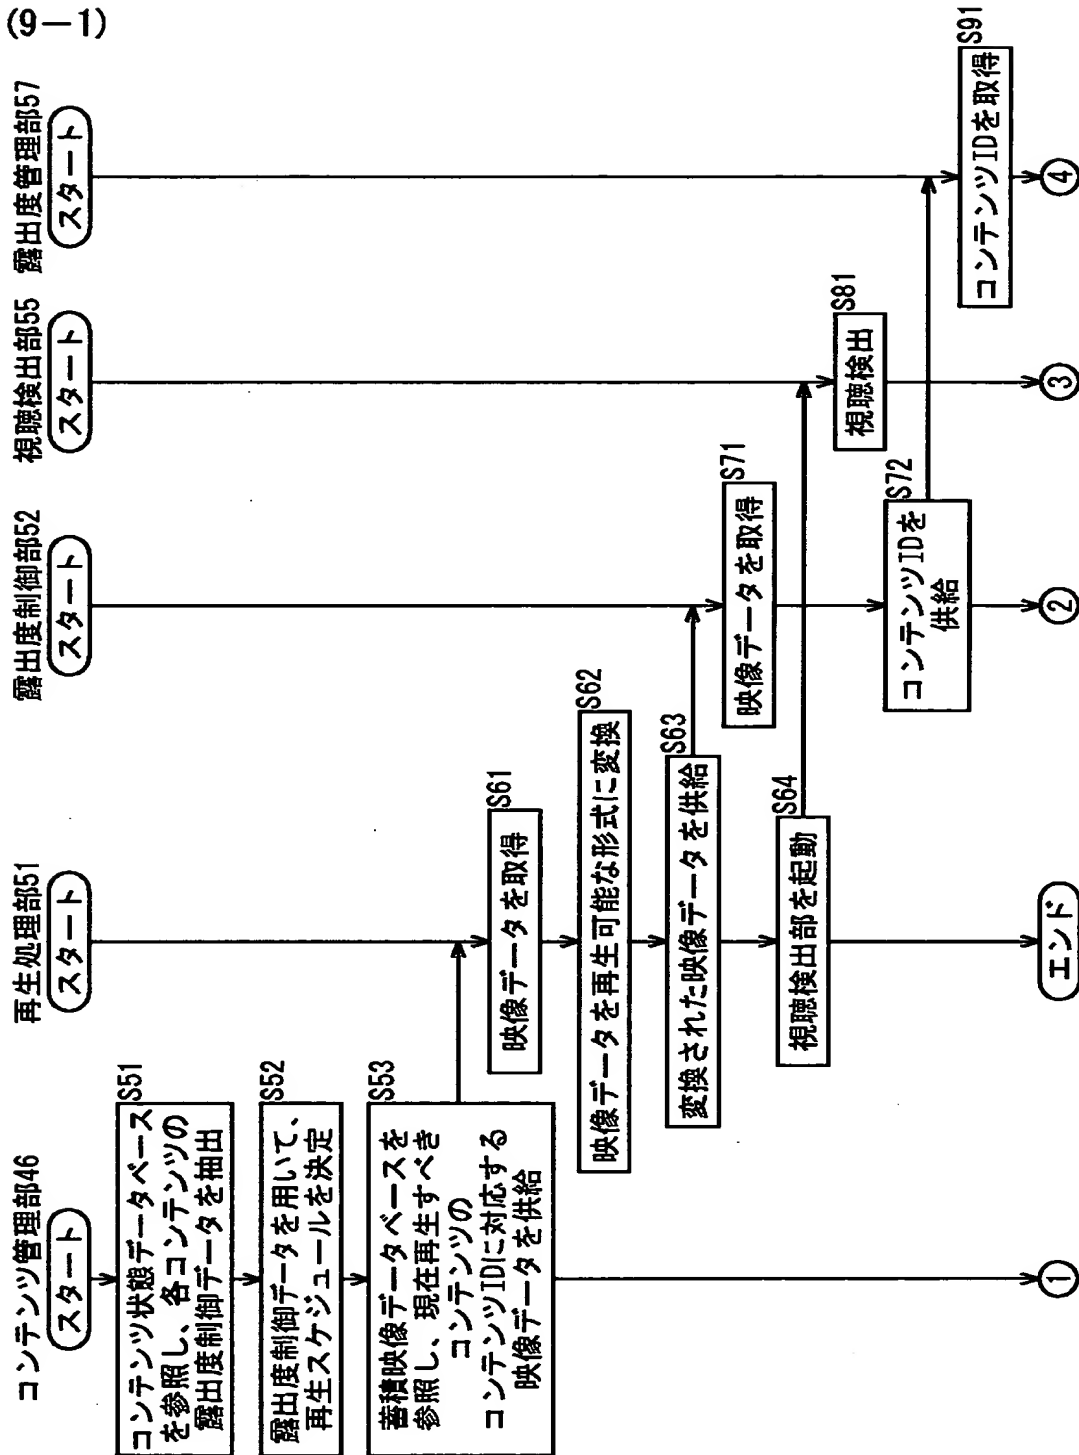 (9－1)
コンテンツ管理部46
スタート
コンテンツ状態データベース
を参照し、各コンテンツの
露出度制御データを抽出
S51
露出度制御データを用いて、
再生スケジュールを決定
S52
蓄積映像データベースを
参照し、現在再生すべき
コンテンツの
コンテンツIDに対応する
映像データを供給
S53
①
再生処理部51
スタート
映像データを取得
S61
映像データを再生可能な形式に変換
S62
変換された映像データを供給
S63
視聴検出部を起動
S64
エンド
露出度制御部52
スタート
映像データを取得
S71
コンテンツIDを
供給
S72
②
視聴検出部55
スタート
視聴検出
S81
③
露出度管理部57
スタート
コンテンツIDを取得
S91
④